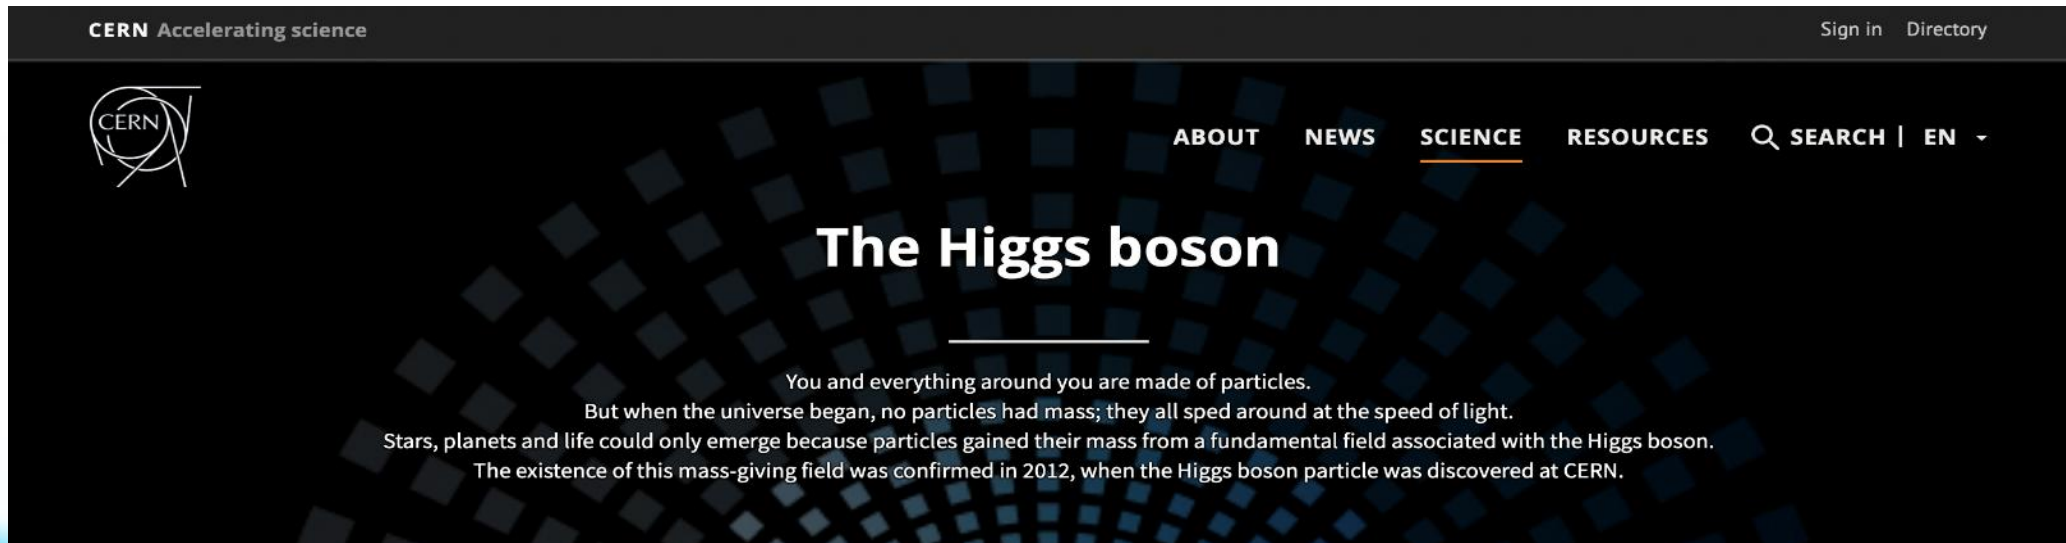 CERN Accelerating science
Sign in Directory
CERN
ABOUT NEWS SCIENCE RESOURCES SEARCH | EN
The Higgs boson
You and everything around you are made of particles.
But when the universe began, no particles had mass; they all sped around at the speed of light.
Stars, planets and life could only emerge because particles gained their mass from a fundamental field associated with the Higgs boson.
The existence of this mass-giving field was confirmed in 2012, when the Higgs boson particle was discovered at CERN.